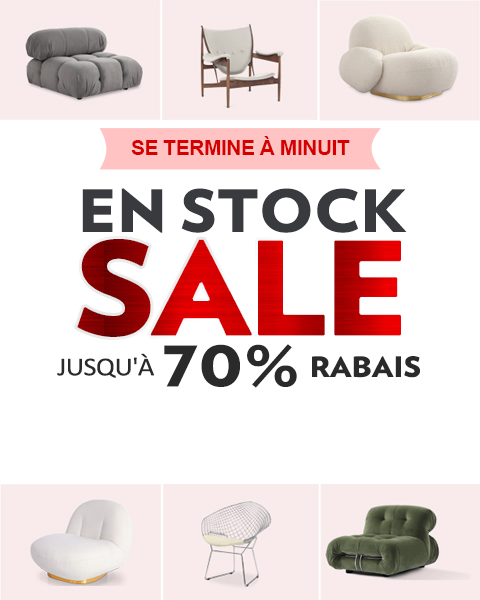 SE TERMINE À MINUIT
EN STOCK
SALE
JUSQU'À 70% RABAIS